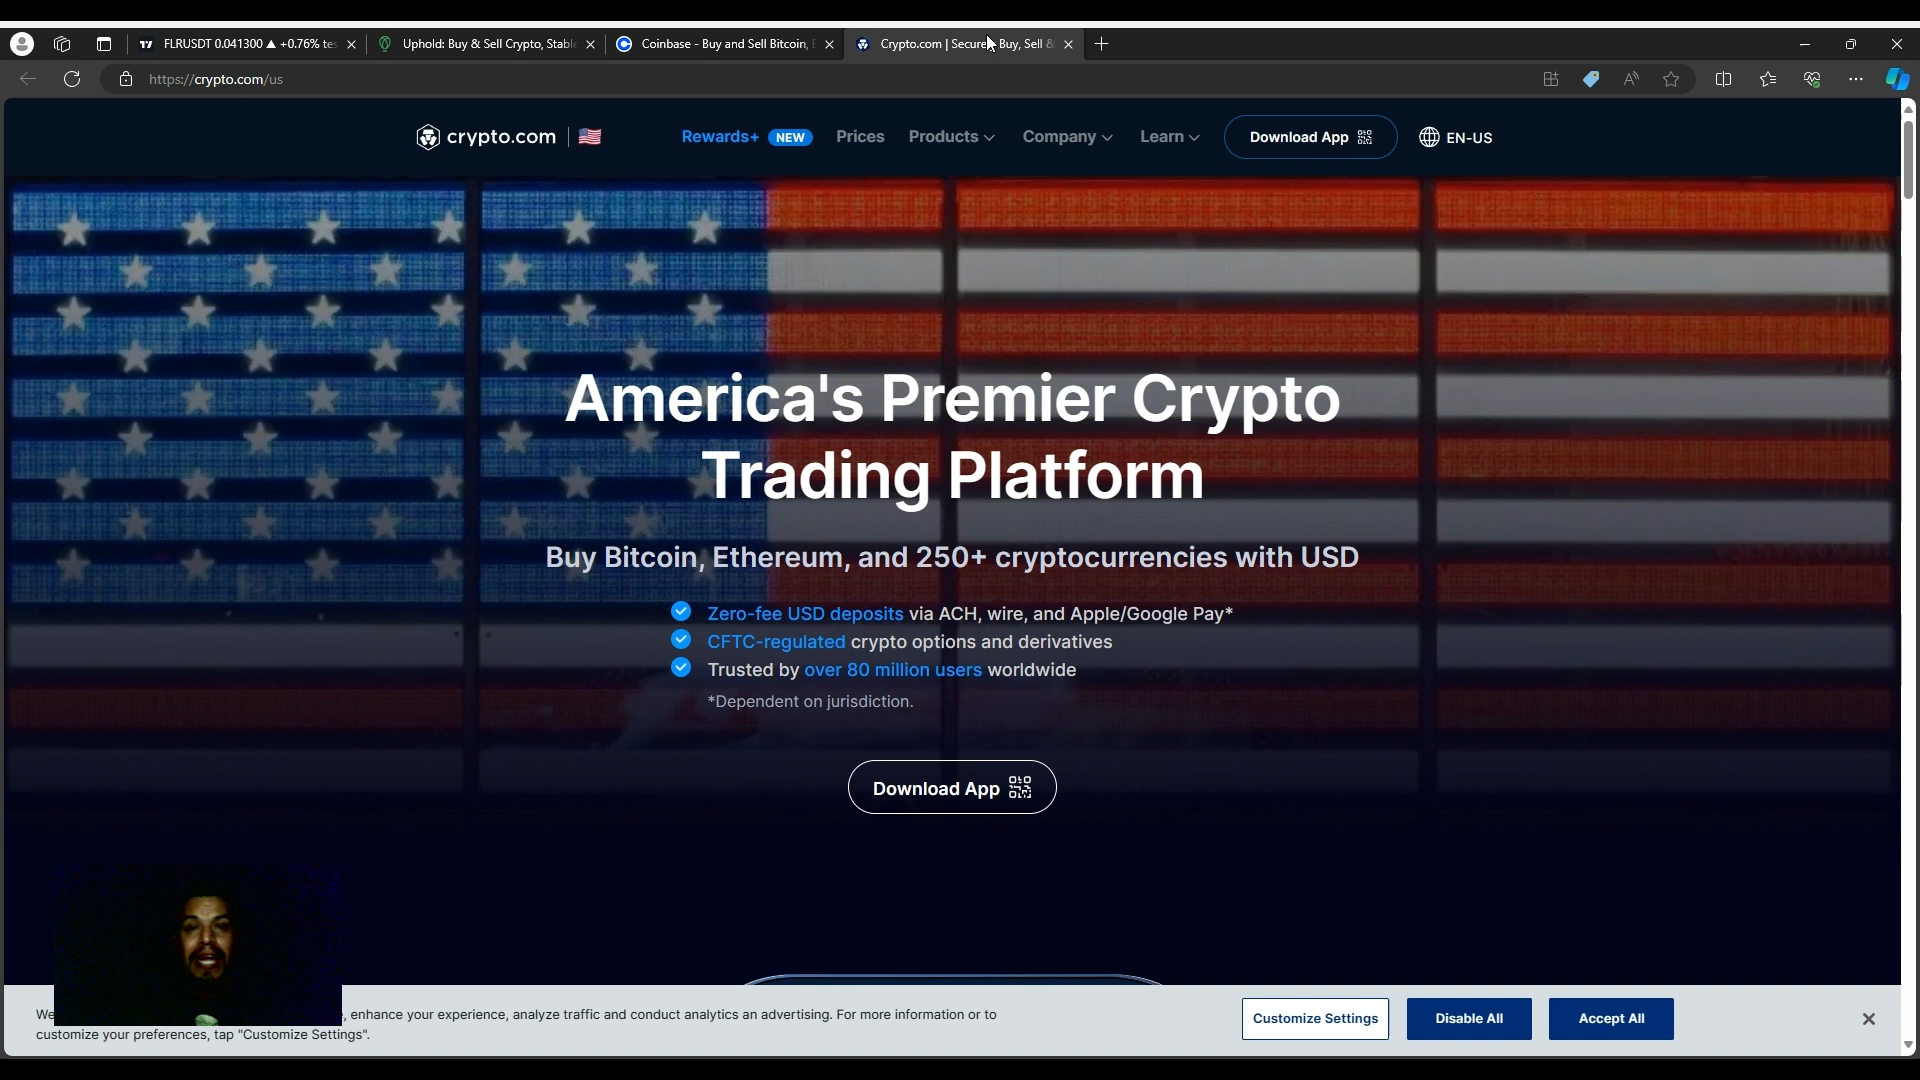 FLRUSDT 0.041300 ▲ +0.76% te
Uphold: Buy & Sell Crypto, Stabl
Coinbase - Buy and Sell Bitcoin,
Crypto.com | Secure Buy, Sell &
https://crypto.com/us
crypto.com
Rewards+ NEW
Prices
Products
Company
Learn
Download App
EN-US
America's Premier Crypto
Trading Platform
Buy Bitcoin, Ethereum, and 250+ cryptocurrencies with USD
Zero-fee USD deposits via ACH, wire, and Apple/Google Pay*
CFTC-regulated crypto options and derivatives
Trusted by over 80 million users worldwide
*Dependent on jurisdiction.
Download App
We , enhance your experience, analyze traffic and conduct analytics an advertising. For more information or to
customize your preferences, tap "Customize Settings".
Customize Settings
Disable All
Accept All